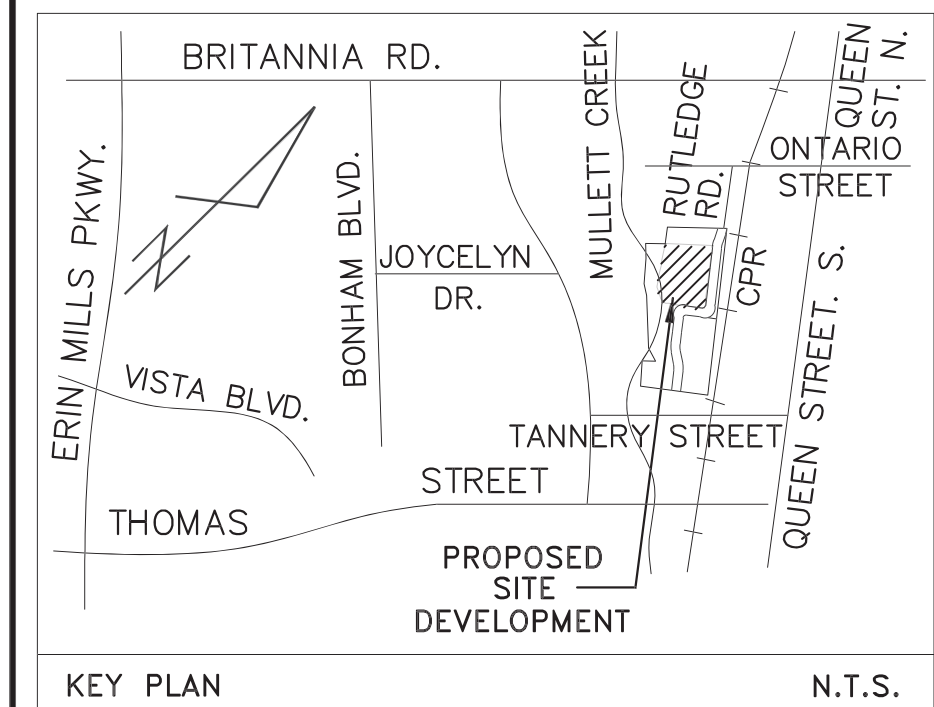 BRITANNIA RD.
ERIN MILLS PKWY.
BONHAM BLVD.
JOYCELYN
DR.
MULLETT CREEK
RUTLEDGE
RD.
QUEEN
ST. N.
ONTARIO
STREET
CPR
QUEEN STREET. S.
VISTA BLVD.
TANNERY STREET
STREET
THOMAS
PROPOSED
SITE
DEVELOPMENT
KEY PLAN
N.T.S.